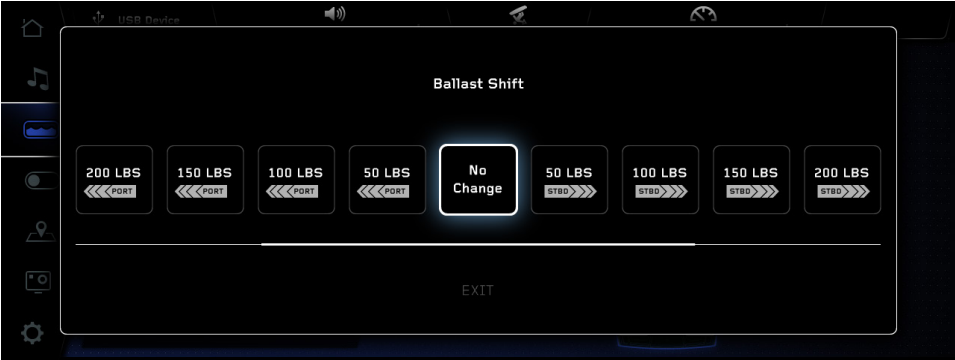 USB Device
Ballast Shift
200 LBS
PORT
150 LBS
PORT
100 LBS
PORT
50 LBS
PORT
No
Change
50 LBS
STBD
100 LBS
STBD
150 LBS
STBD
200 LBS
STBD
EXIT